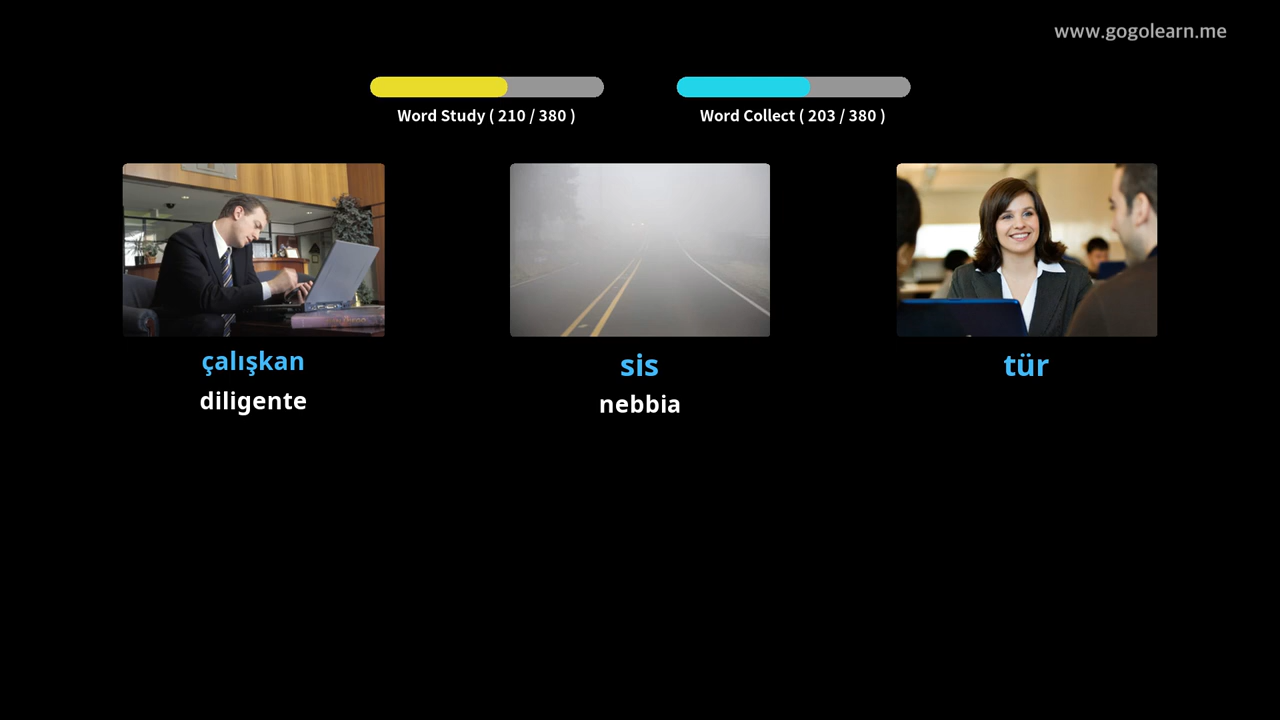 www.gogolearn.me
Word Study ( 210 / 380 )
Word Collect ( 203 / 380 )
çalışkan
diligente
sis
nebbia
tür